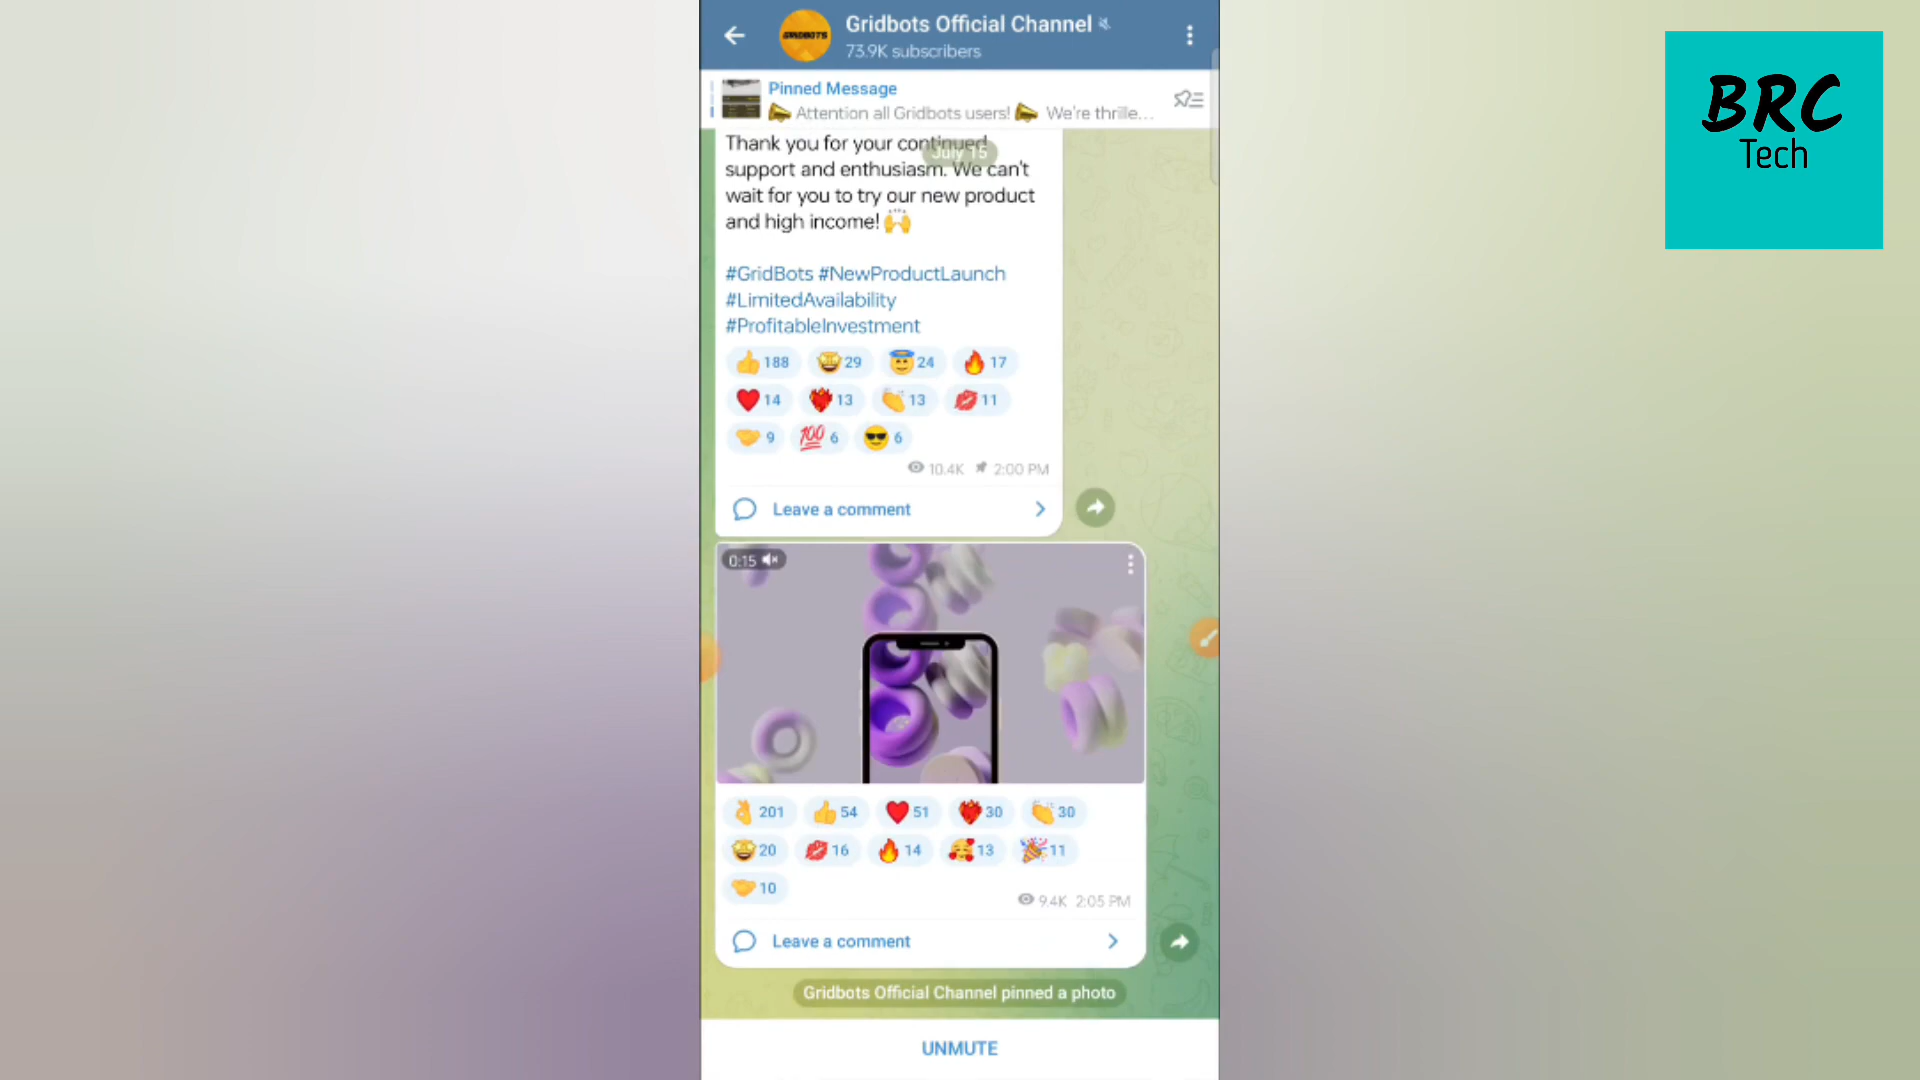 Gridbots Official Channel
73.9K subscribers
Pinned Message
Attention all Gridbots users! We're thrille...
July 15
Thank you for your continued
support and enthusiasm. We can't
wait for you to try our new product
and high income!
#GridBots #NewProductLaunch
#LimitedAvailability
#ProfitableInvestment
188 29 24 17
14 13 13 11
9 100 6 6
10.4K 2:00 PM
Leave a comment
0:15
201 54 51 30 30
20 16 14 13 11
10
9.4K 2:05 PM
Leave a comment
Gridbots Official Channel pinned a photo
UNMUTE
BRC
Tech
GRIDBOTS